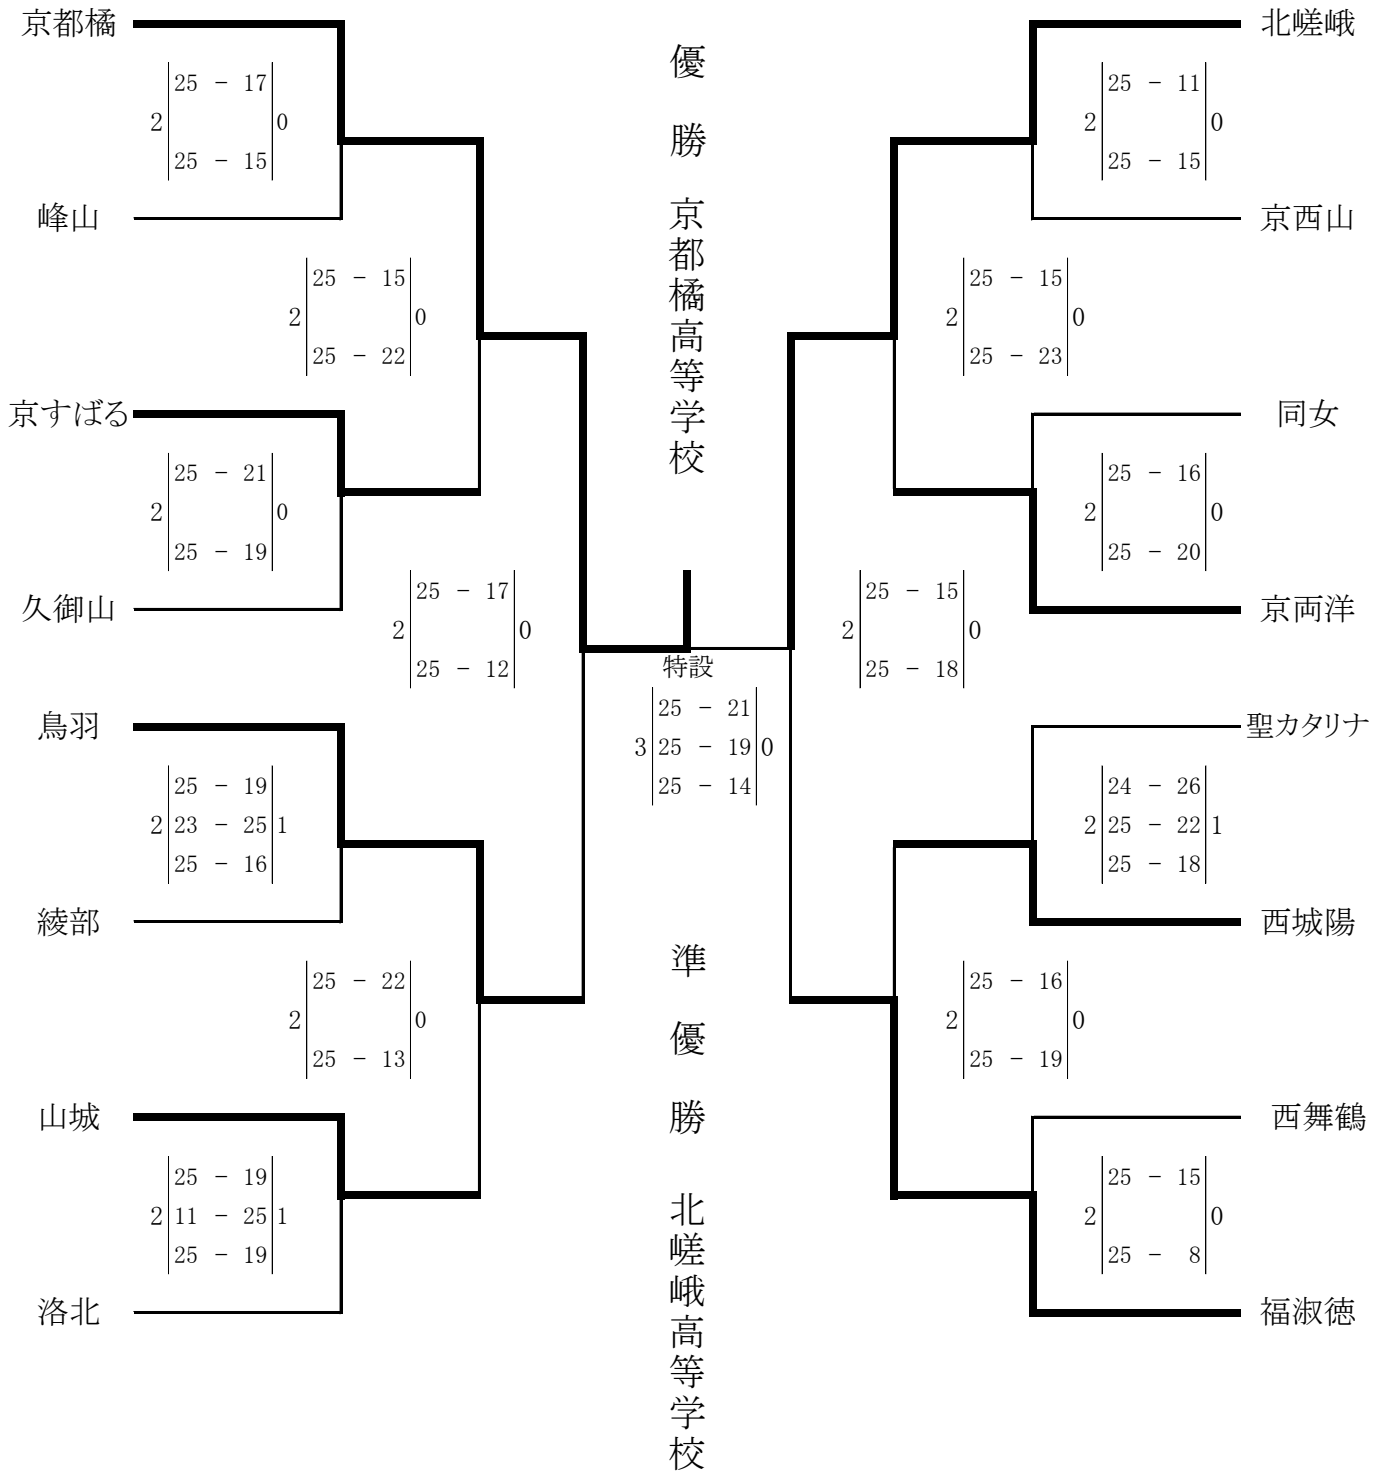 京都橘
25 - 17
2 0
25 - 15
峰山
25 - 15
2 0
25 - 22
京すばる
25 - 21
2 0
25 - 19
久御山
25 - 17
2 0
25 - 12
鳥羽
25 - 19
2 23 - 25 1
25 - 16
綾部
25 - 22
2 0
25 - 13
山城
25 - 19
2 11 - 25 1
25 - 19
洛北
優勝 京都橘高等学校
特設
25 - 21
3 25 - 19 0
25 - 14
準優勝 北嵯峨高等学校
北嵯峨
25 - 11
2 0
25 - 15
京西山
25 - 15
2 0
25 - 23
同女
25 - 16
2 0
25 - 20
京両洋
25 - 15
2 0
25 - 18
聖カタリナ
24 - 26
2 25 - 22 1
25 - 18
西城陽
25 - 16
2 0
25 - 19
西舞鶴
25 - 15
2 0
25 - 8
福淑徳